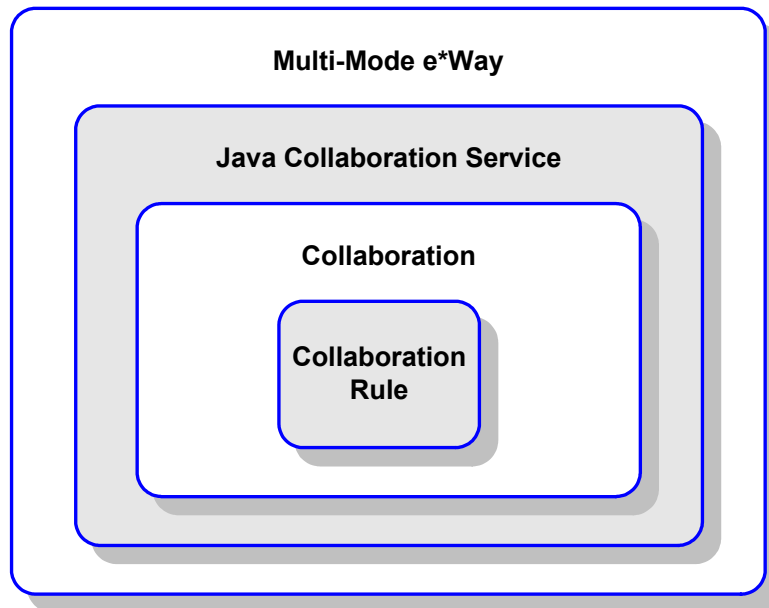 Multi-Mode e*Way
Java Collaboration Service
Collaboration
Collaboration
Rule